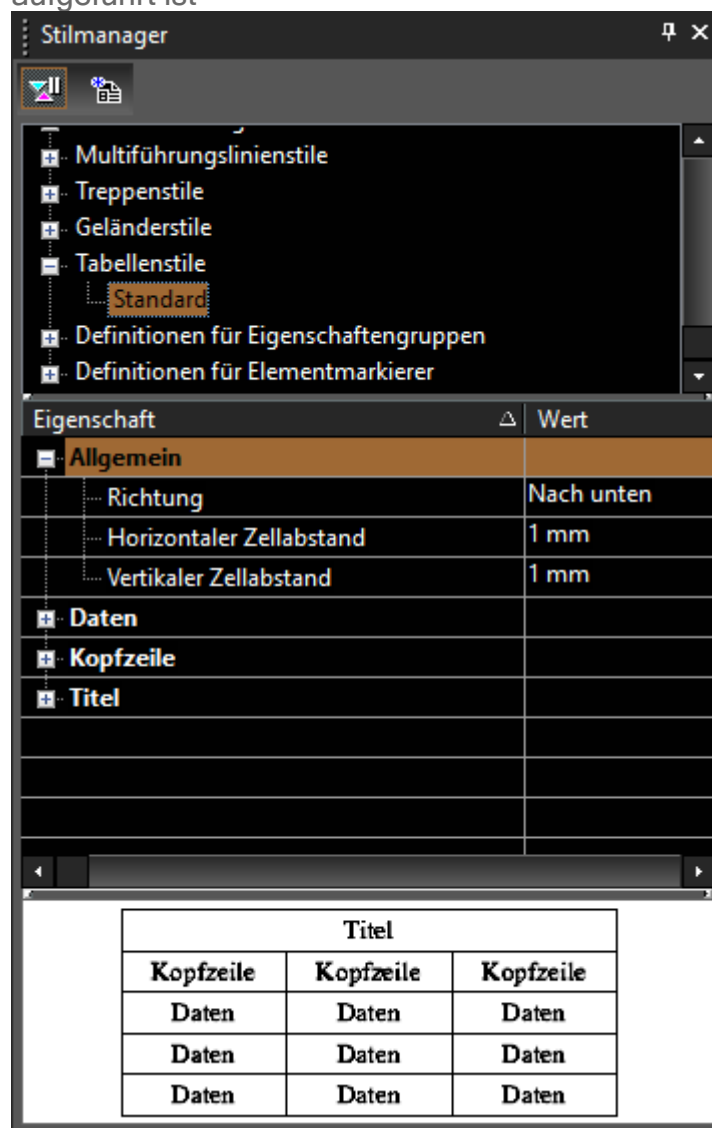 aufgeführt ist
Stilmanager
Multiführungslinienstile
Treppenstile
Geländerstile
Tabellenstile
Standard
Definitionen für Eigenschaftengruppen
Definitionen für Elementmarkierer
Eigenschaft Wert
Allgemein
Richtung Nach unten
Horizontaler Zellabstand 1 mm
Vertikaler Zellabstand 1 mm
Daten
Kopfzeile
Titel
Titel
Kopfzeile Kopfzeile Kopfzeile
Daten Daten Daten
Daten Daten Daten
Daten Daten Daten